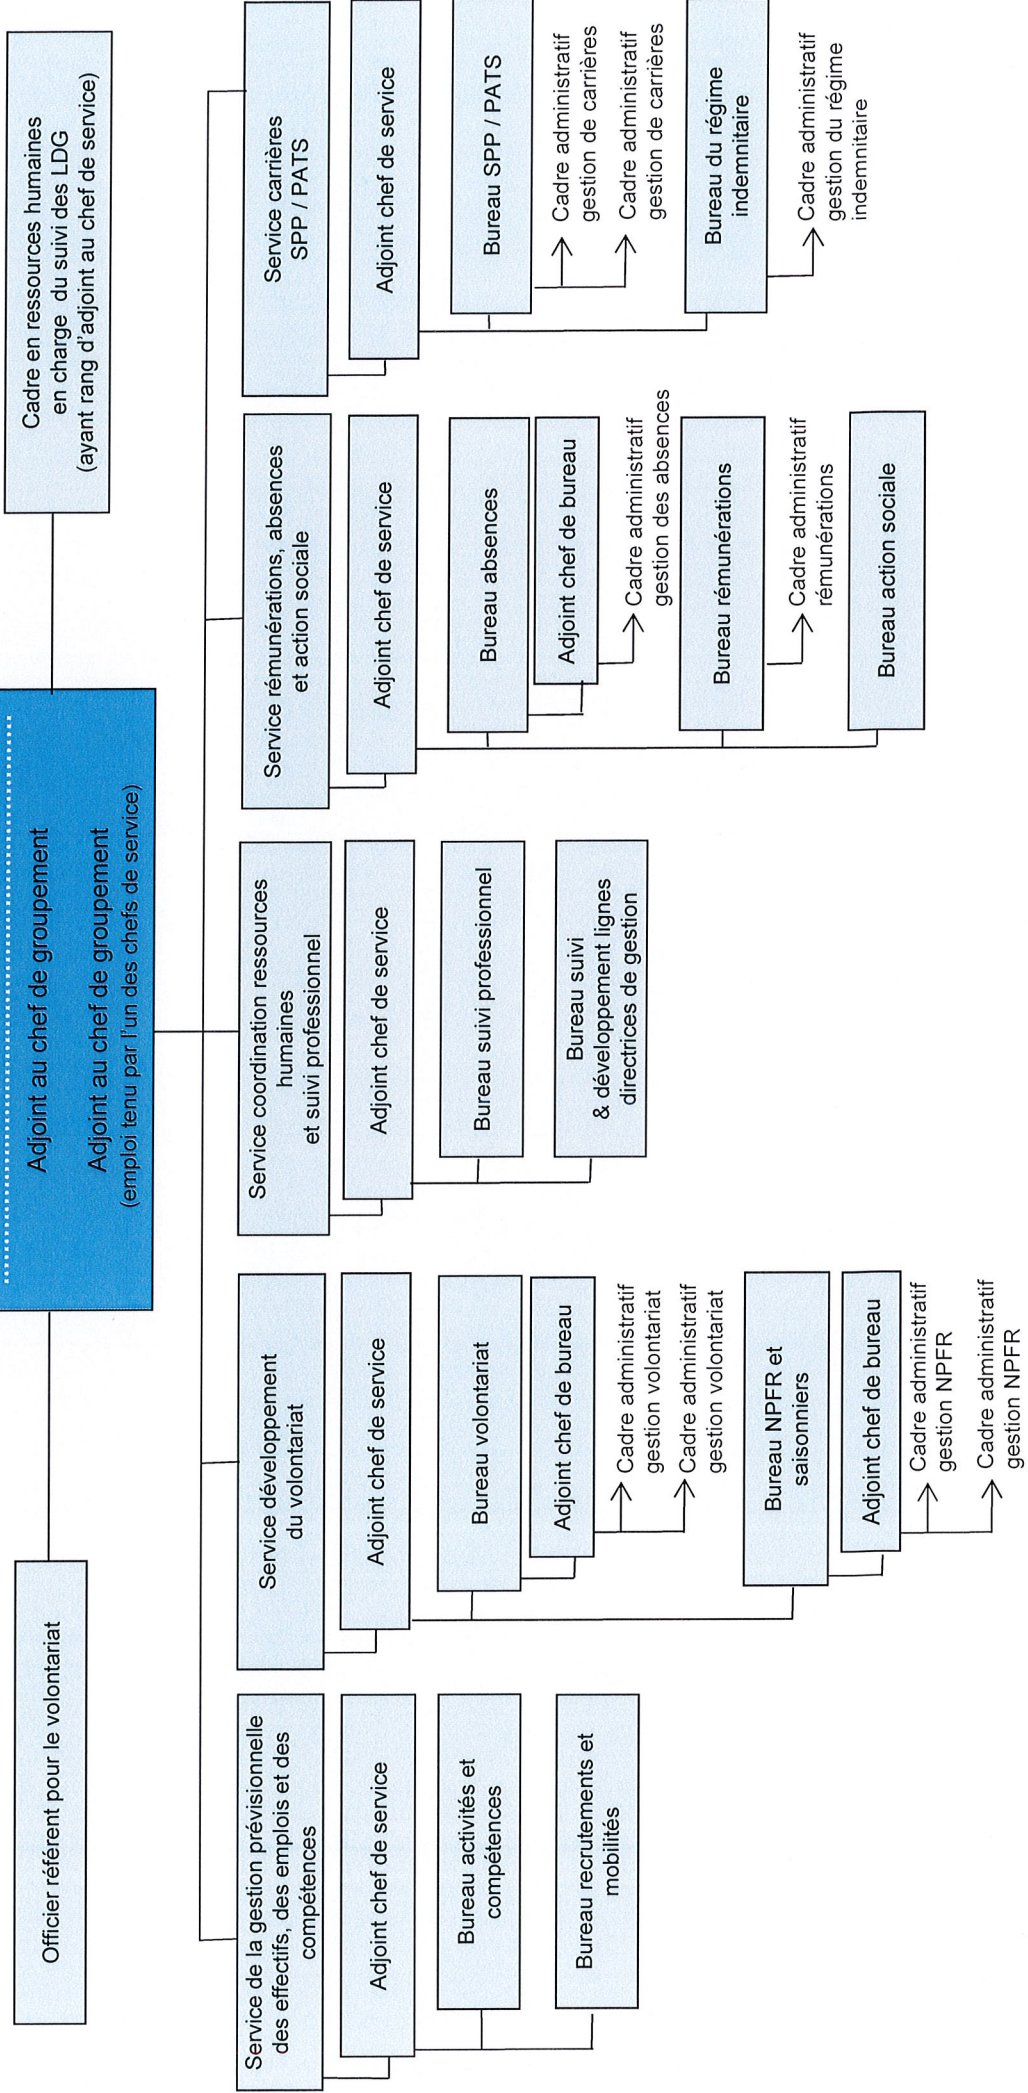 Adjoint au chef de groupement
Adjoint au chef de groupement
(emploi tenu par l'un des chefs de service)
Officier référent pour le volontariat
Cadre en ressources humaines
en charge du suivi des LDG
(ayant rang d'adjoint au chef de service)
Service de la gestion prévisionnelle
des effectifs, des emplois et des
compétences
Adjoint chef de service
Bureau activités et
compétences
Bureau recrutements et
mobilités
Service développement
du volontariat
Adjoint chef de service
Bureau volontariat
Adjoint chef de bureau
Cadre administratif
gestion volontariat
Cadre administratif
gestion volontariat
Bureau NPFR et
saisonniers
Adjoint chef de bureau
Cadre administratif
gestion NPFR
Cadre administratif
gestion NPFR
Service coordination ressources
humaines
et suivi professionnel
Adjoint chef de service
Bureau suivi professionnel
Bureau suivi
& développement lignes
directrices de gestion
Service rémunérations, absences
et action sociale
Adjoint chef de service
Bureau absences
Adjoint chef de bureau
Cadre administratif
gestion des absences
Bureau rémunérations
Cadre administratif
rémunérations
Bureau action sociale
Service carrières
SPP / PATS
Adjoint chef de service
Bureau SPP / PATS
Cadre administratif
gestion de carrières
Cadre administratif
gestion de carrières
Bureau du régime
indemnitaire
Cadre administratif
gestion du régime
indemnitaire